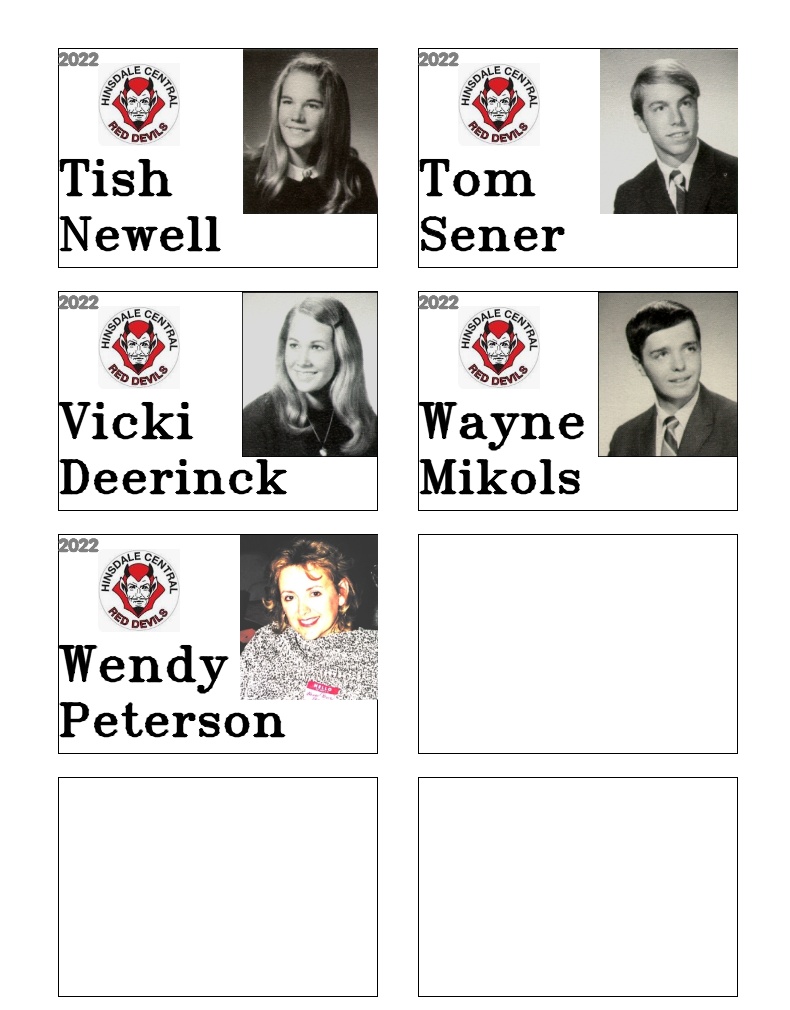 2022
HINSDALE CENTRAL
RED DEVILS
Tish
Newell
2022
HINSDALE CENTRAL
RED DEVILS
Tom
Sener
2022
HINSDALE CENTRAL
RED DEVILS
Vicki
Deerinck
2022
HINSDALE CENTRAL
RED DEVILS
Wayne
Mikols
2022
HINSDALE CENTRAL
RED DEVILS
Wendy
Peterson
HELLO